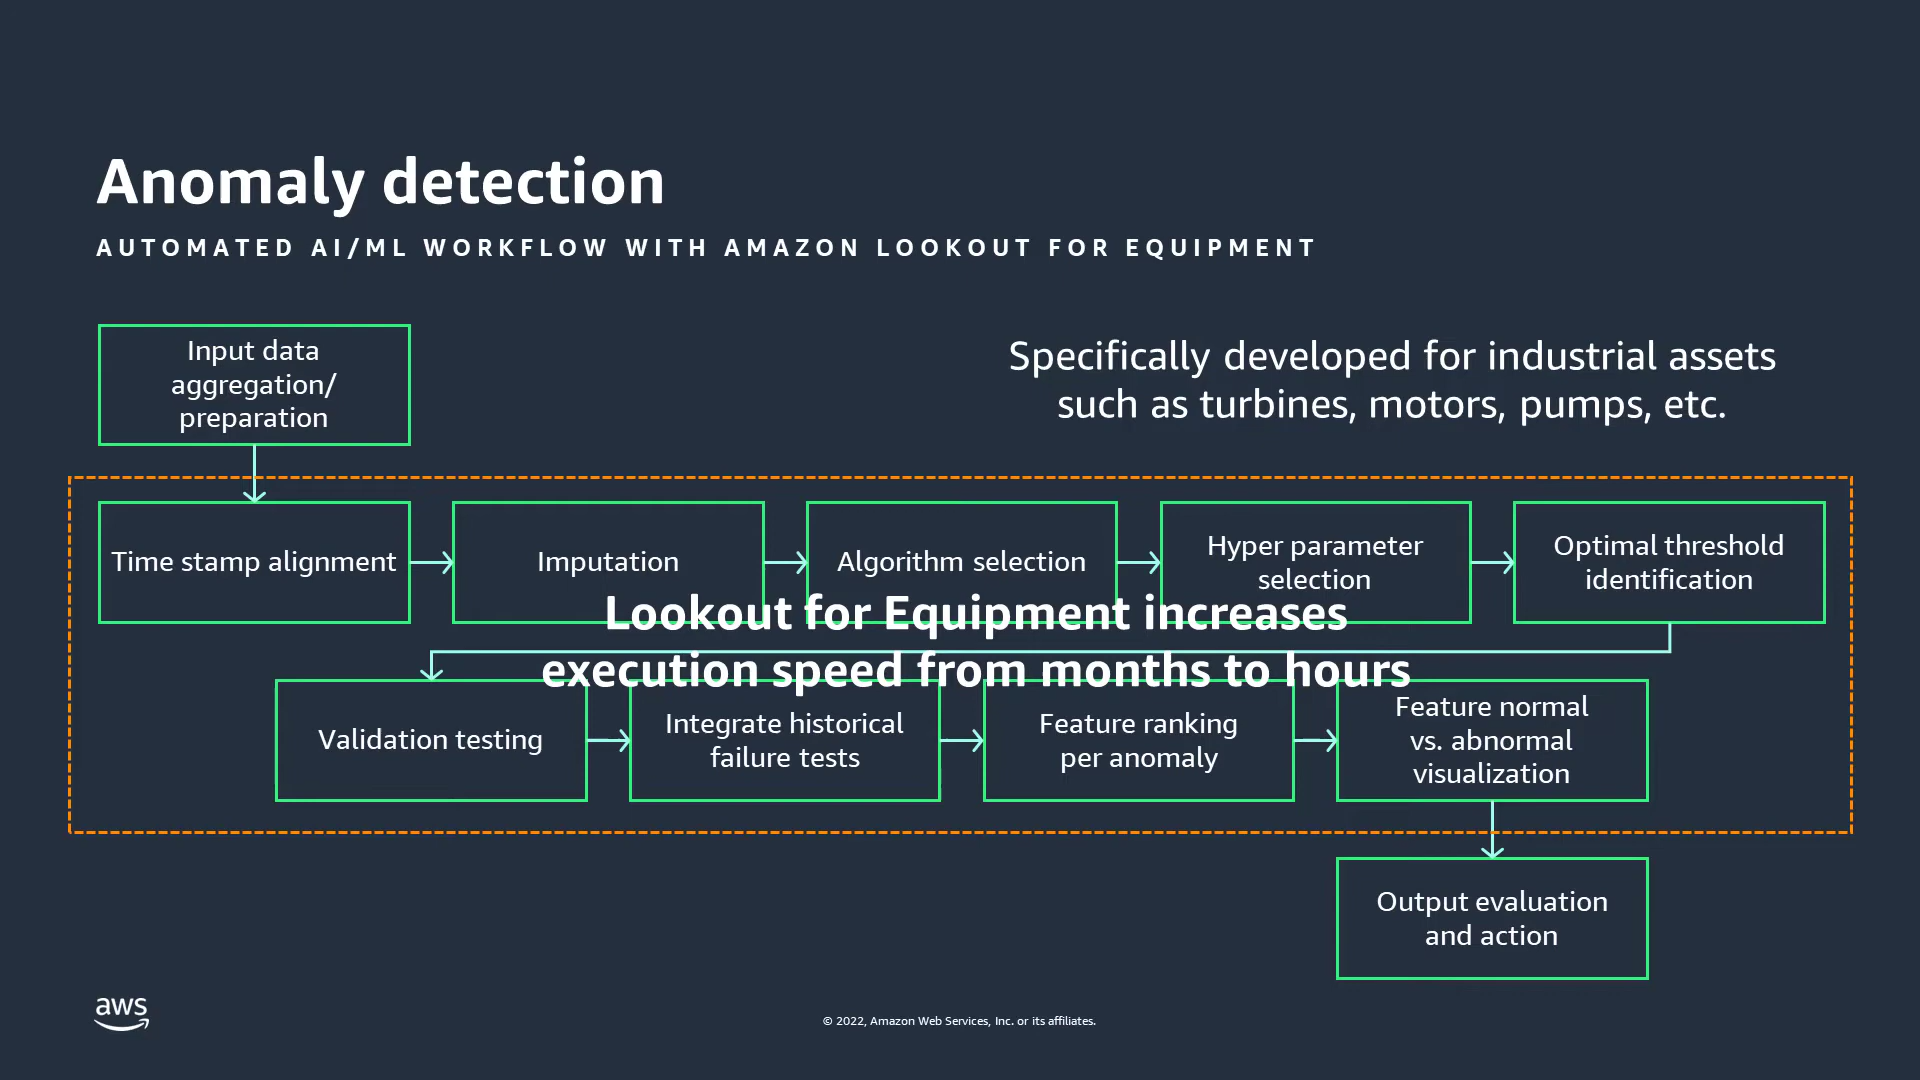 Anomaly detection
AUTOMATED AI/ML WORKFLOW WITH AMAZON LOOKOUT FOR EQUIPMENT
Input data
aggregation/
preparation
Specifically developed for industrial assets
such as turbines, motors, pumps, etc.
Time stamp alignment
Imputation
Algorithm selection
Hyper parameter
selection
Optimal threshold
identification
Lookout for Equipment increases
execution speed from months to hours
Validation testing
Integrate historical
failure tests
Feature ranking
per anomaly
Feature normal
vs. abnormal
visualization
Output evaluation
and action
aws
© 2022, Amazon Web Services, Inc. or its affiliates.